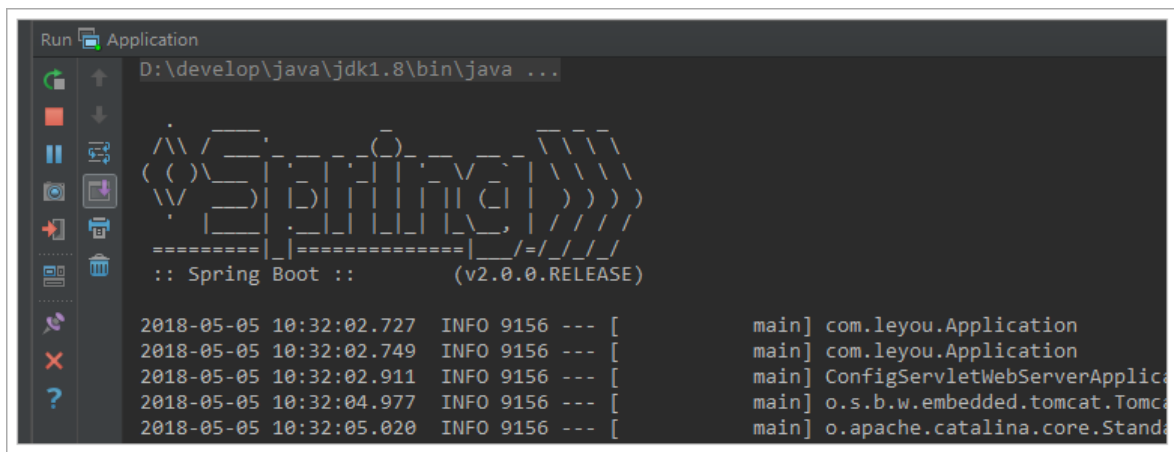 Run Application
D:\develop\java\jdk1.8\bin\java ...
  .   ____          _            __ _ _
 /\\ / ___'_ __ _ _(_)_ __  __ _ \ \ \ \
( ( )\___ | '_ | '_| | '_ \/ _` | \ \ \ \
 \\/  ___)| |_)| | | | | || (_| |  ) ) ) )
  '  |____| .__|_| |_|_| |_\__, | / / / /
 =========|_|==============|___/=/_/_/_/
 :: Spring Boot ::        (v2.0.0.RELEASE)
2018-05-05 10:32:02.727  INFO 9156 --- [           main] com.leyou.Application
2018-05-05 10:32:02.749  INFO 9156 --- [           main] com.leyou.Application
2018-05-05 10:32:02.911  INFO 9156 --- [           main] ConfigServletWebServerApplica
2018-05-05 10:32:04.977  INFO 9156 --- [           main] o.s.b.w.embedded.tomcat.Tomca
2018-05-05 10:32:05.020  INFO 9156 --- [           main] o.apache.catalina.core.Standa